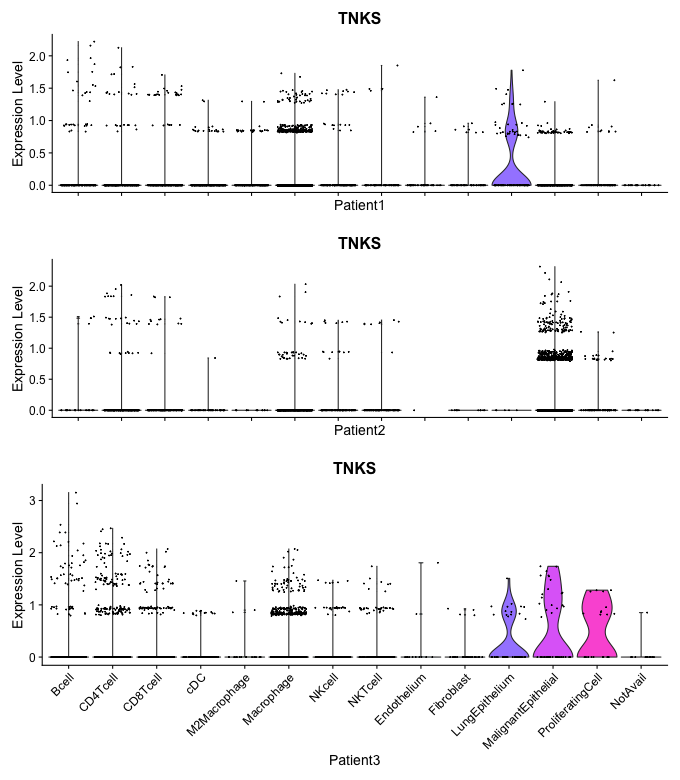 TNKS
Expression Level
2.0
1.5
1.0
0.5
0.0
Patient1
TNKS
Expression Level
2.0
1.5
1.0
0.5
0.0
Patient2
TNKS
Expression Level
3
2
1
0
Bcell
CD4Tcell
CD8Tcell
cDC
M2Macrophage
Macrophage
NKcell
NKTcell
Endothelium
Fibroblast
LungEpithelium
MalignantEpithelial
ProliferatingCell
NotAvail
Patient3